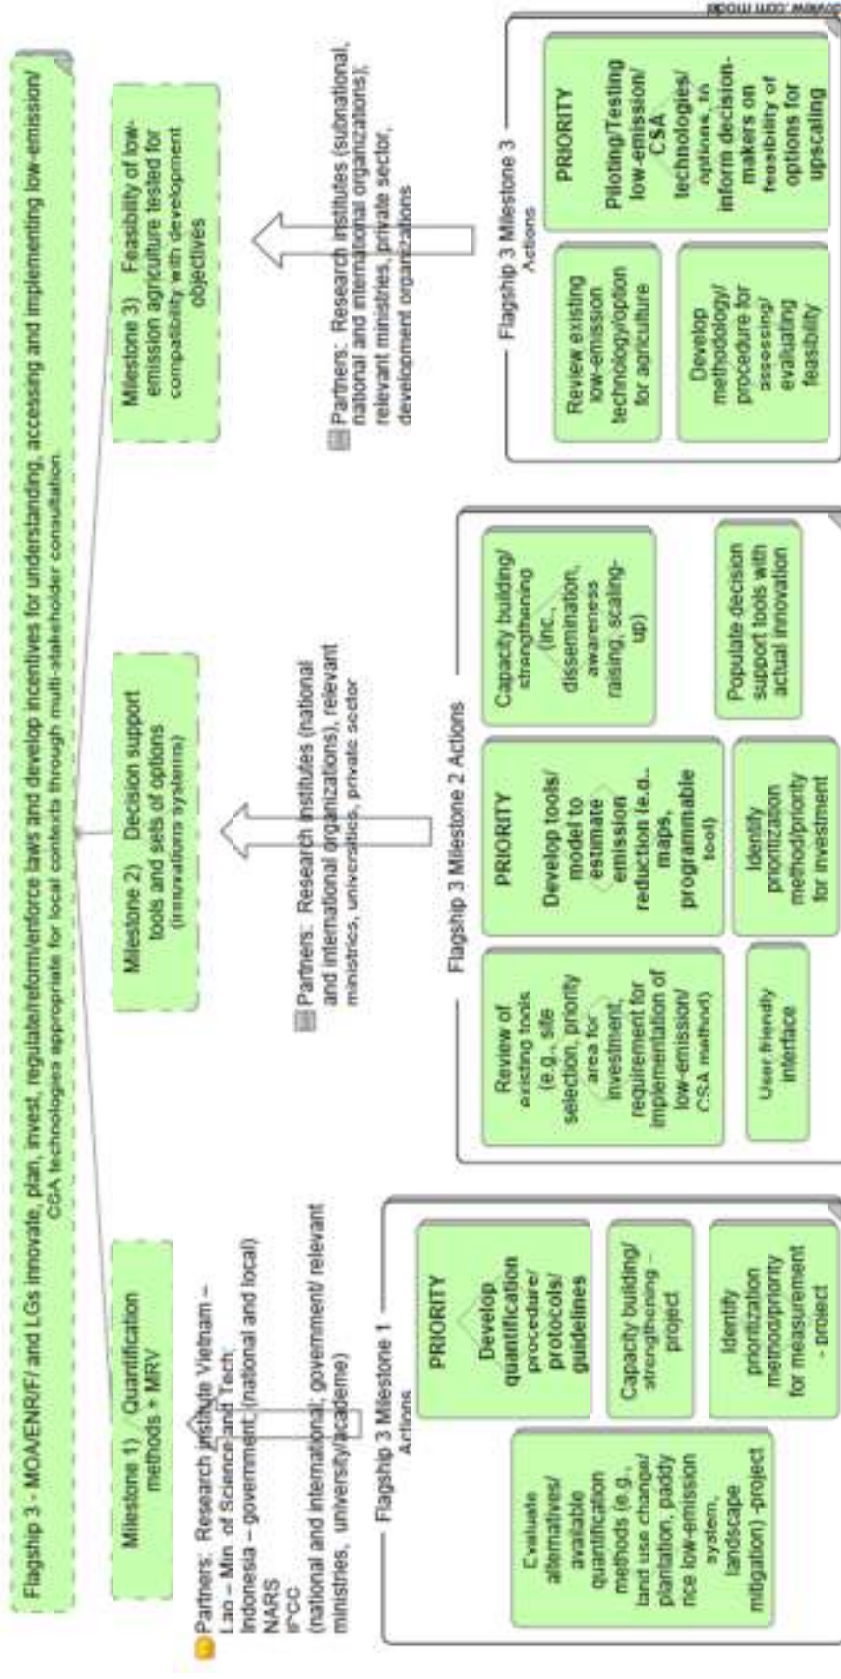 Flagship 3 - MOA/ENR/F/ and LGs innovate, plan, invest, regulate/reform/enforce laws and develop incentives for understanding, accessing and implementing low-emission/
CSA technologies appropriate for local contexts through multi-stakeholder consultation.
Milestone 1) Quantification
methods + MRV
Partners: Research institute Vietnam –
Lao – Min. of Science and Tech;
Indonesia – government; (national and local)
NARS
IPCC
(national and international; government/ relevant
ministries, university/academe)
Flagship 3 Milestone 1
Actions
Evaluate
alternatives/
available
quantification
methods (e.g.,
land use change/
plantation, paddy
rice low-emission
system,
landscape
mitigation) -project
PRIORITY
Develop
quantification
procedure/
protocols/
guidelines
Capacity building/
strengthening –
project
Identify
prioritization
method/priority
for measurement
- project
Milestone 2) Decision support
tools and sets of options
(innovations systems)
Partners: Research institutes (national
and international organizations), relevant
ministries, universities, private sector
Flagship 3 Milestone 2 Actions
Review of
existing tools
(e.g., site
selection, priority
area for
investment,
requirement for
implementation of
low-emission/
CSA method)
User friendly
interface
PRIORITY
Develop tools/
model to
estimate
emission
reduction (e.g.,
maps,
programmable
tool)
Identify
prioritization
method/priority
for investment
Capacity building/
strengthening
(inc.,
dissemination,
awareness
raising, scaling-
up)
Populate decision
support tools with
actual innovation
Milestone 3) Feasibility of low-
emission agriculture tested for
compatibility with development
objectives
Partners: Research institutes (subnational,
national and international organizations),
relevant ministries, private sector,
development organizations
Flagship 3 Milestone 3
Actions
Review existing
low-emission
technology/option
for agriculture
Develop
methodology/
procedure for
assessing/
evaluating
feasibility
PRIORITY
Piloting/Testing
low-emission/
CSA
technologies/
options, to
inform decision-
makers on
feasibility of
options for
upscaling